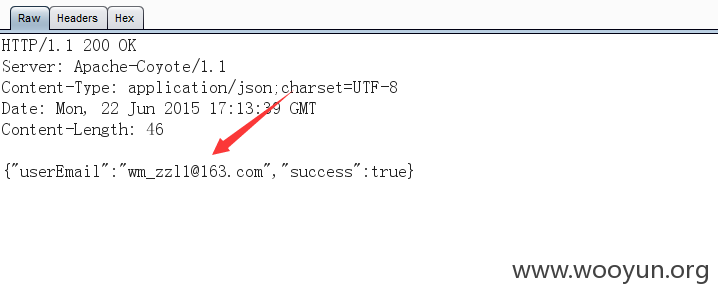 Raw Headers Hex
HTTP/1.1 200 OK
Server: Apache-Coyote/1.1
Content-Type: application/json;charset=UTF-8
Date: Mon, 22 Jun 2015 17:13:39 GMT
Content-Length: 46
{"userEmail":"wm_zzl1@163.com","success":true}
www.wooyun.org